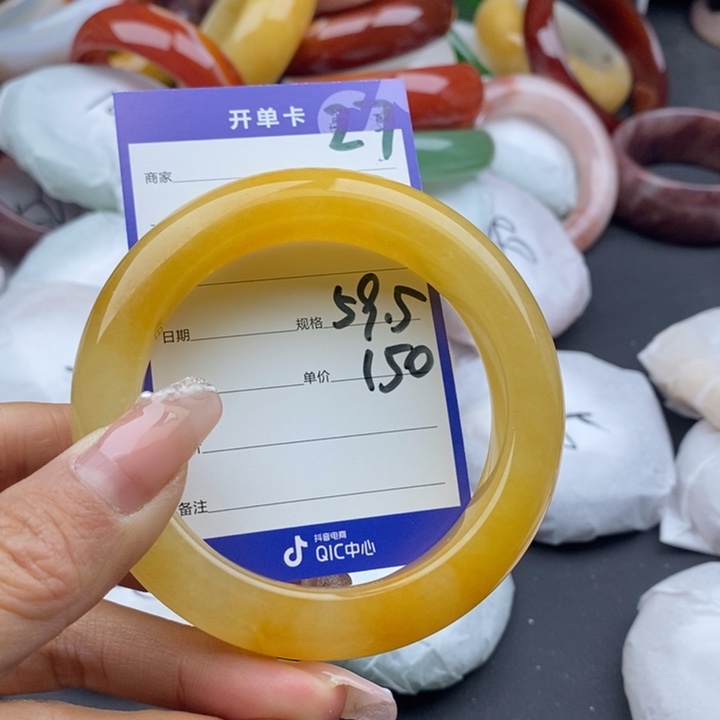 开单卡 27
商家
日期 规格 59.5
单价 150
备注
抖音电商
QIC中心